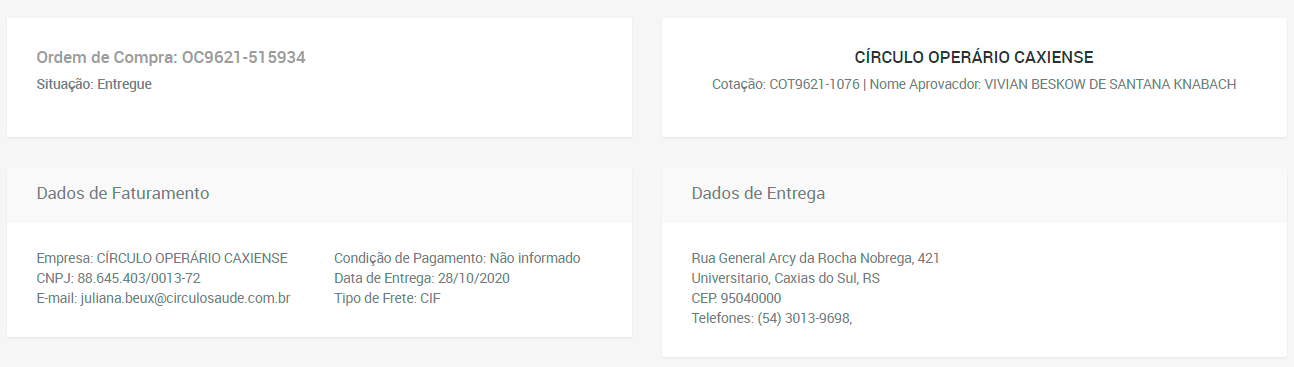 Ordem de Compra: OC9621-515934
Situação: Entregue
CÍRCULO OPERÁRIO CAXIENSE
Cotação: COT9621-1076 | Nome Aprovacdor: VIVIAN BESKOW DE SANTANA KNABACH
Dados de Faturamento
Empresa: CÍRCULO OPERÁRIO CAXIENSE
CNPJ: 88.645.403/0013-72
E-mail: juliana.beux@circulosaude.com.br
Condição de Pagamento: Não informado
Data de Entrega: 28/10/2020
Tipo de Frete: CIF
Dados de Entrega
Rua General Arcy da Rocha Nobrega, 421
Universitario, Caxias do Sul, RS
CEP: 95040000
Telefones: (54) 3013-9698,